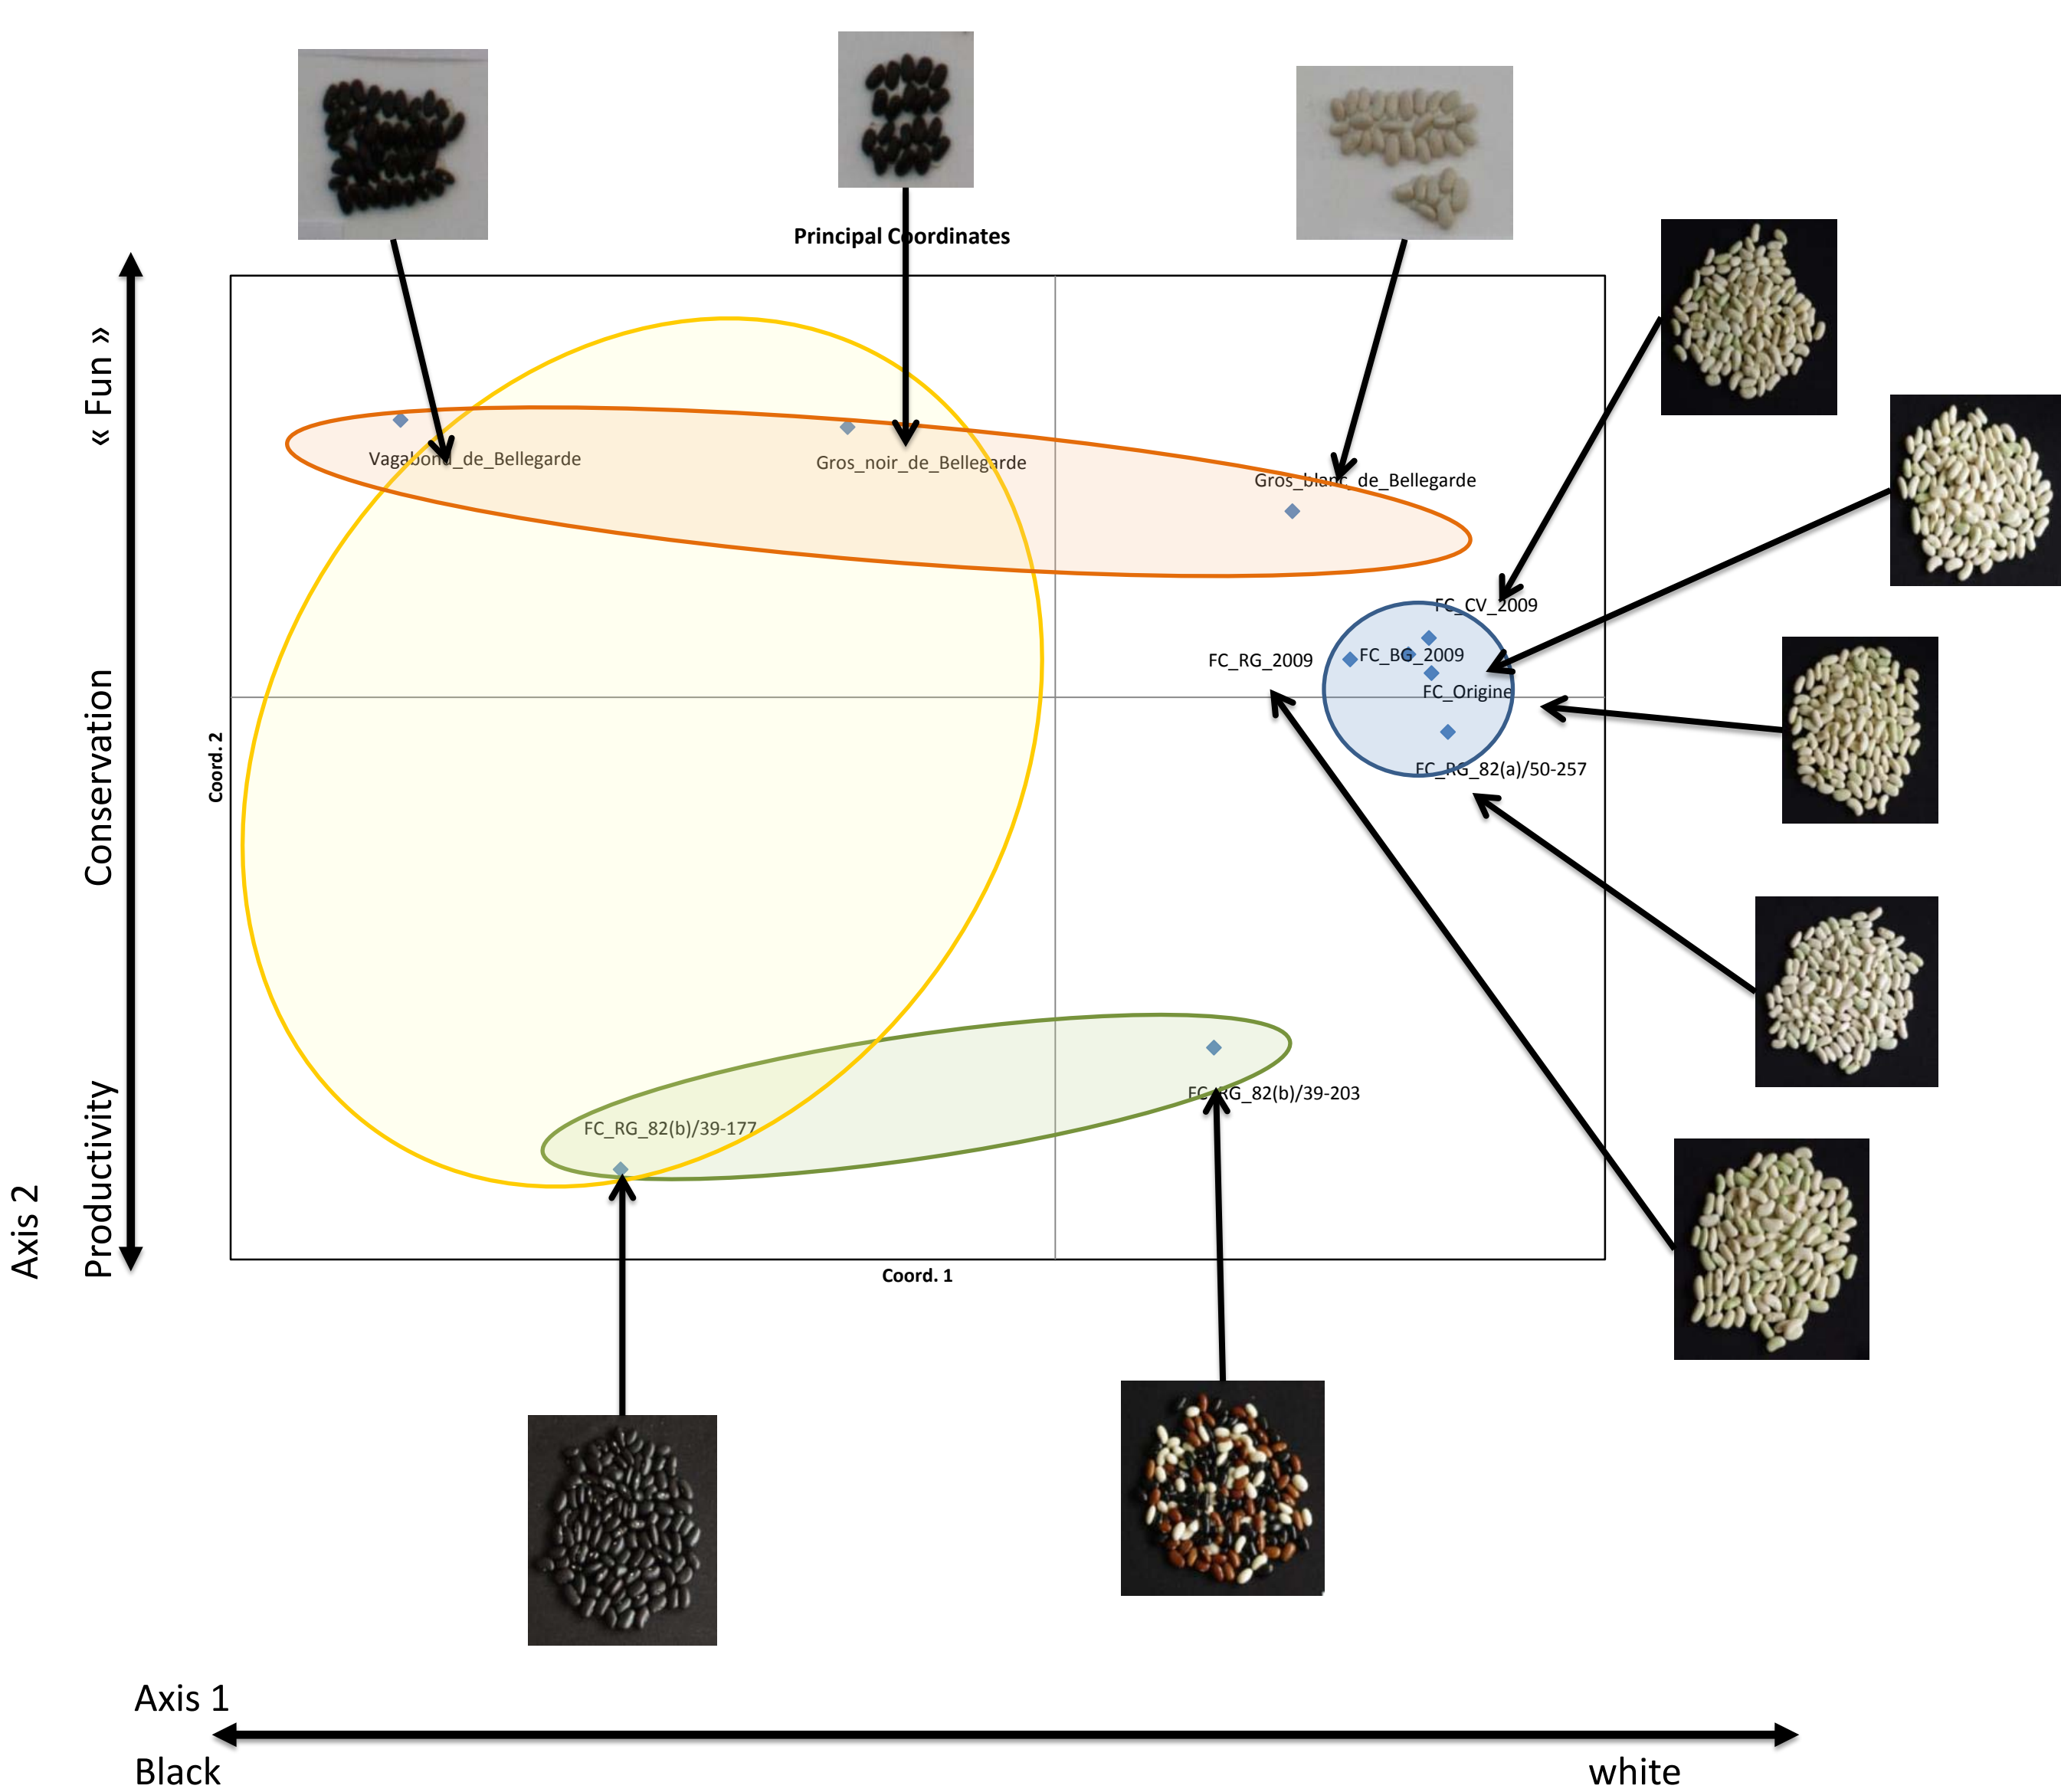 Principal Coordinates
« Fun »
Conservation
Productivity
Axis 2
Coord. 2
Vagabond_de_Bellegarde
Gros_noir_de_Bellegarde
Gros_blanc_de_Bellegarde
FC_CV_2009
FC_RG_2009
FC_BG_2009
FC_Origine
FC_RG_82(a)/50-257
FC_RG_82(b)/39-203
FC_RG_82(b)/39-177
Coord. 1
Axis 1
Black
white